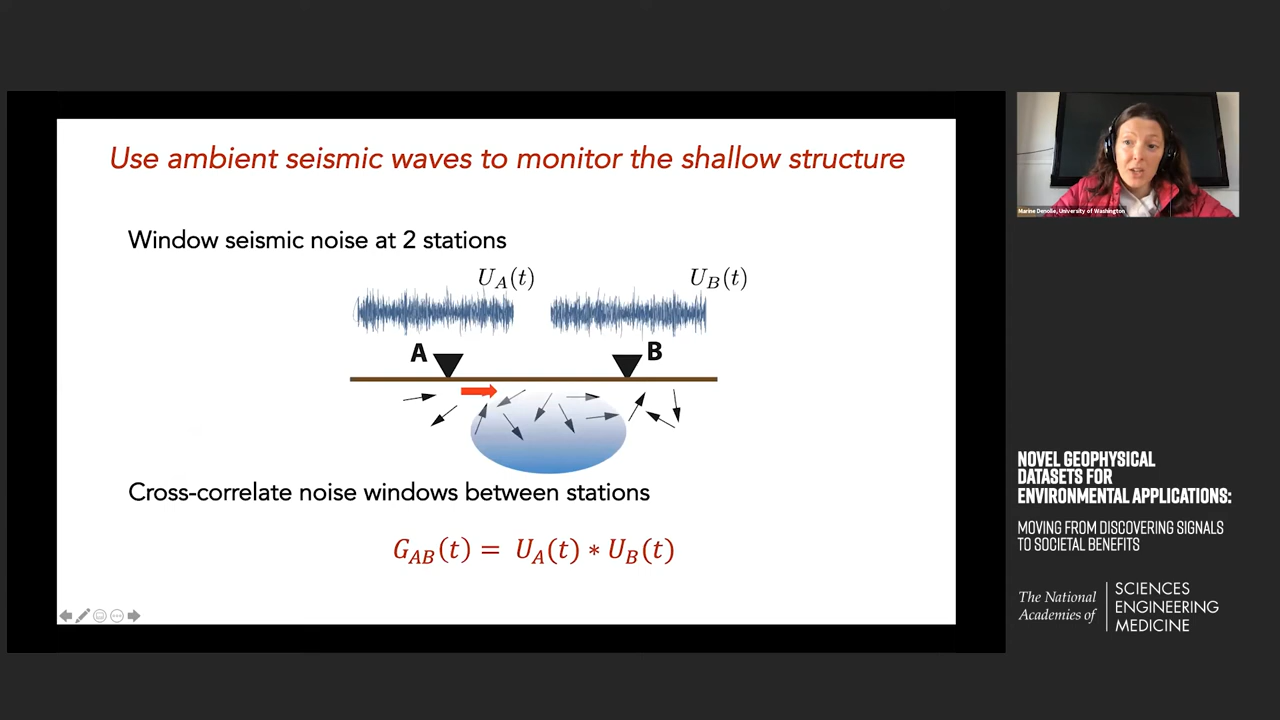 Use ambient seismic waves to monitor the shallow structure
Window seismic noise at 2 stations
U_A(t)
U_B(t)
A
B
Cross-correlate noise windows between stations
G_AB(t) = U_A(t) ∗ U_B(t)
Marine Denolle, University of Washington
NOVEL GEOPHYSICAL
DATASETS FOR
ENVIRONMENTAL APPLICATIONS:
MOVING FROM DISCOVERING SIGNALS
TO SOCIETAL BENEFITS
The National
Academies of
SCIENCES
ENGINEERING
MEDICINE